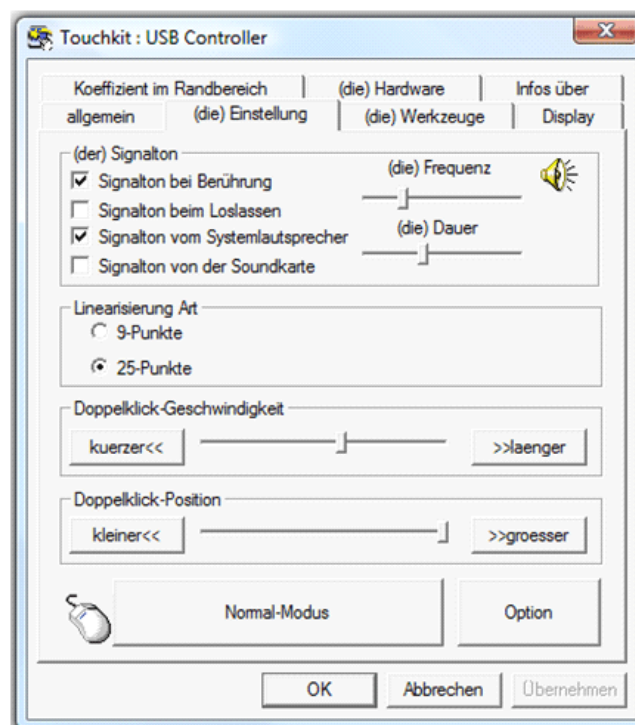 Touchkit : USB Controller
Koeffizient im Randbereich
(die) Hardware
Infos über
allgemein
(die) Einstellung
(die) Werkzeuge
Display
(der) Signalton
Signalton bei Berührung
Signalton beim Loslassen
Signalton vom Systemlautsprecher
Signalton von der Soundkarte
(die) Frequenz
(die) Dauer
Linearisierung Art
9-Punkte
25-Punkte
Doppelklick-Geschwindigkeit
kuerzer<<
>>laenger
Doppelklick-Position
kleiner<<
>>groesser
Normal-Modus
Option
OK
Abbrechen
Übernehmen